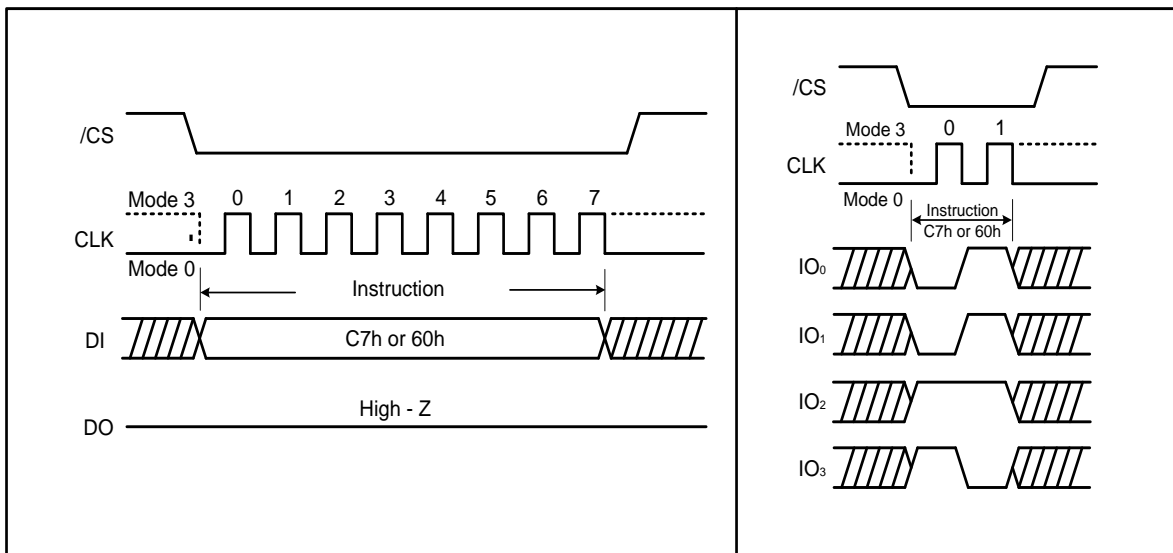 /CS
Mode 3 0 1 2 3 4 5 6 7
CLK
Mode 0
Instruction
DI C7h or 60h
High - Z
DO
/CS
Mode 3 0 1
CLK
Mode 0
Instruction
C7h or 60h
IO₀
IO₁
IO₂
IO₃